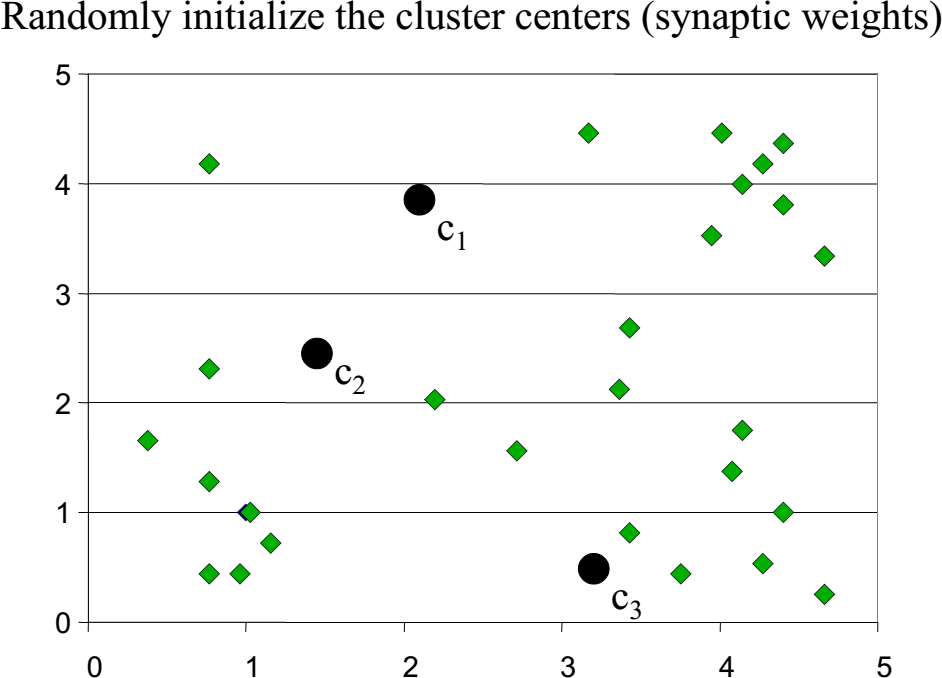 Randomly initialize the cluster centers (synaptic weights)
5
4
c1
3
c2
2
1
c3
0
0 1 2 3 4 5